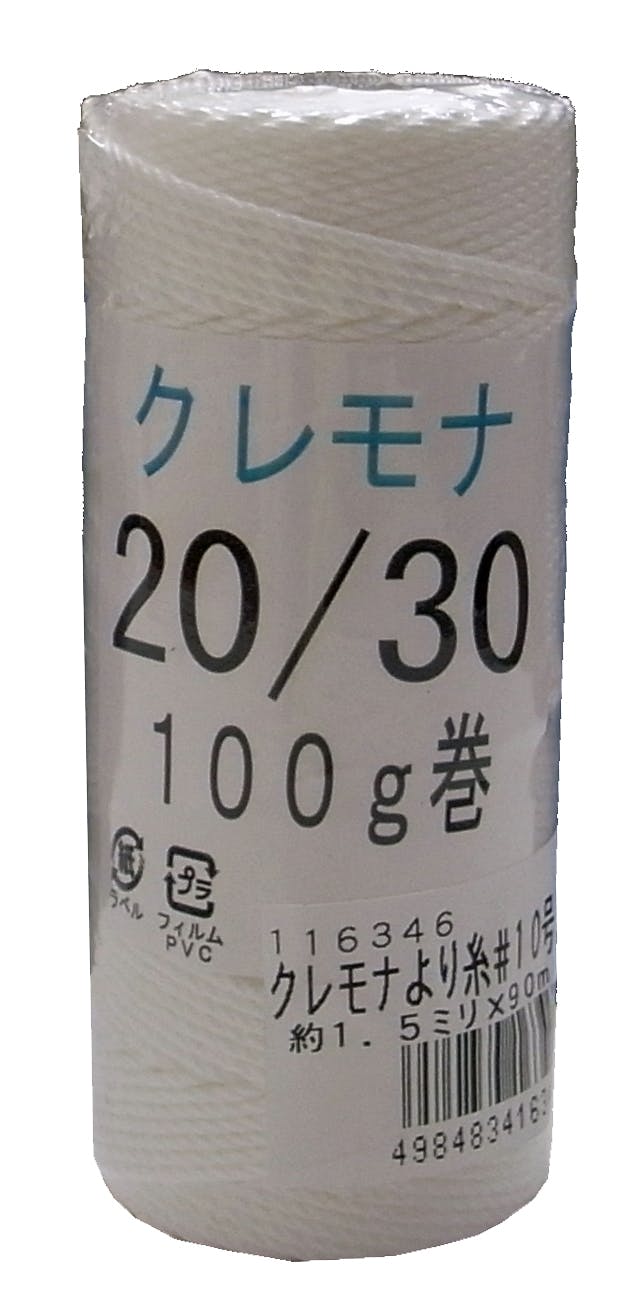 クレモナ
20/30
100g巻
紙
ラベル
プラ
フィルム
PVC
116346
クレモナより糸#10号
約1.5ミリ×90m
498483416